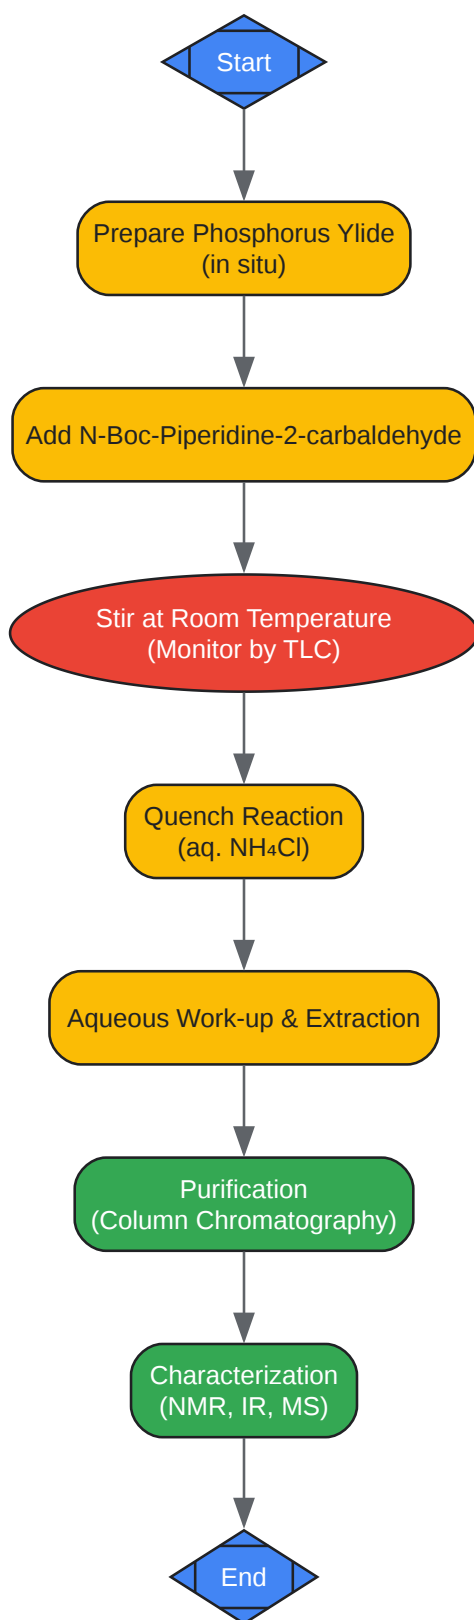 Start
Prepare Phosphorus Ylide
(in situ)
Add N-Boc-Piperidine-2-carbaldehyde
Stir at Room Temperature
(Monitor by TLC)
Quench Reaction
(aq. NH₄Cl)
Aqueous Work-up & Extraction
Purification
(Column Chromatography)
Characterization
(NMR, IR, MS)
End